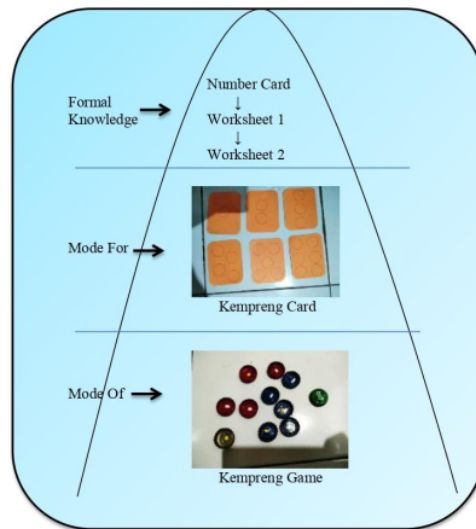 Number Card
↓
Formal
Knowledge →
Worksheet 1
↓
Worksheet 2
Mode For →
Kempreng Card
Mode Of →
Kempreng Game